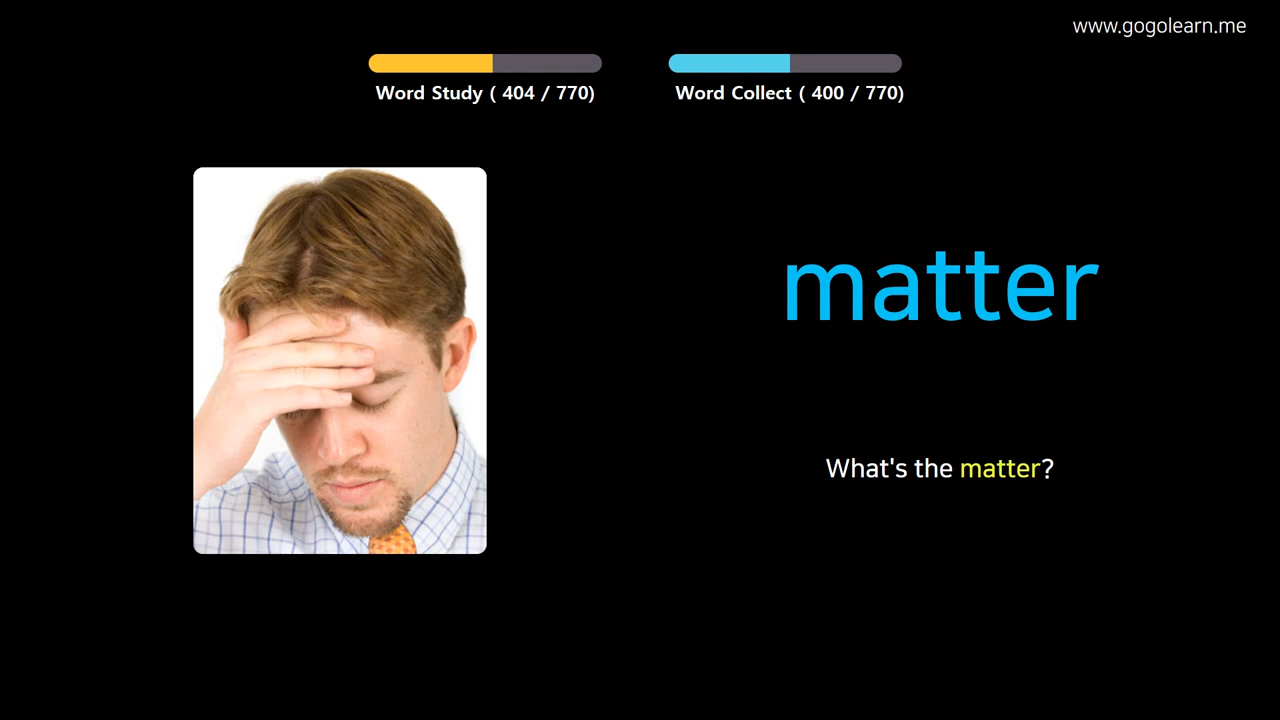 www.gogolearn.me
Word Study ( 404 / 770)
Word Collect ( 400 / 770)
matter
What's the matter?